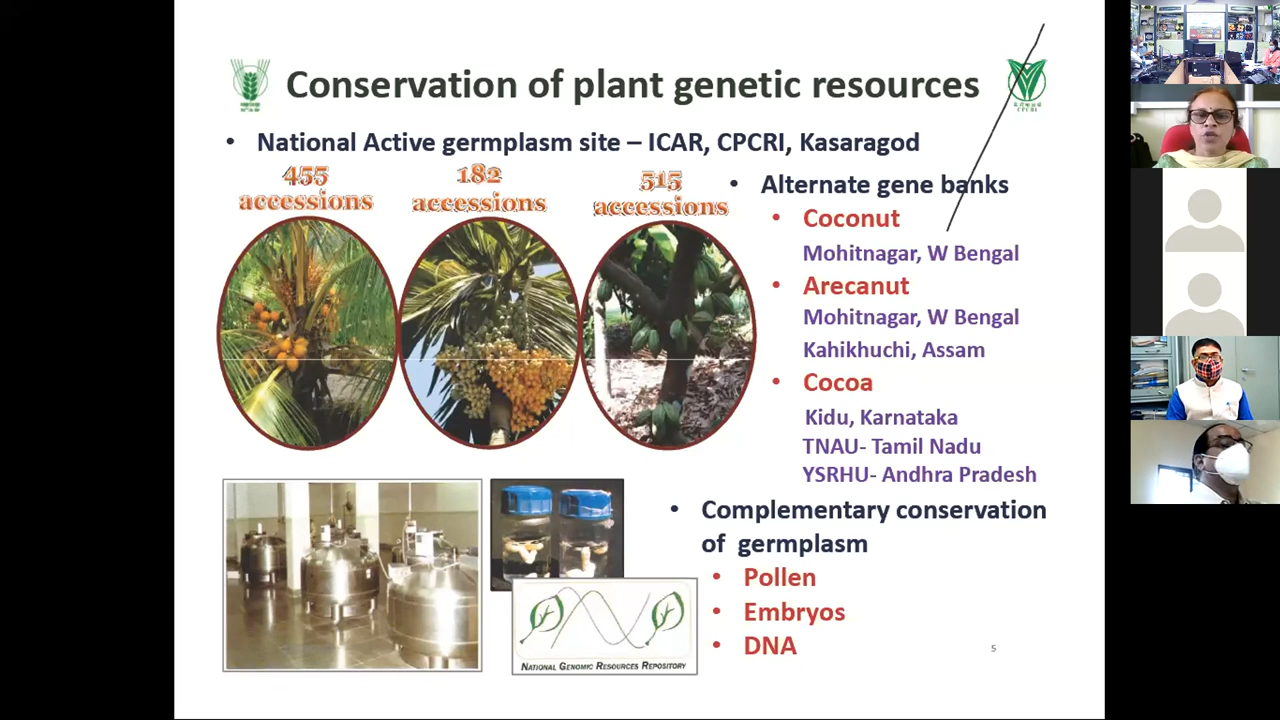 Conservation of plant genetic resources
• National Active germplasm site – ICAR, CPCRI, Kasaragod
455 accessions
182 accessions
515 accessions
• Alternate gene banks
• Coconut
Mohitnagar, W Bengal
• Arecanut
Mohitnagar, W Bengal
Kahikhuchi, Assam
• Cocoa
Kidu, Karnataka
TNAU- Tamil Nadu
YSRHU- Andhra Pradesh
• Complementary conservation
of germplasm
• Pollen
• Embryos
• DNA
NATIONAL GENOMIC RESOURCES REPOSITORY
5